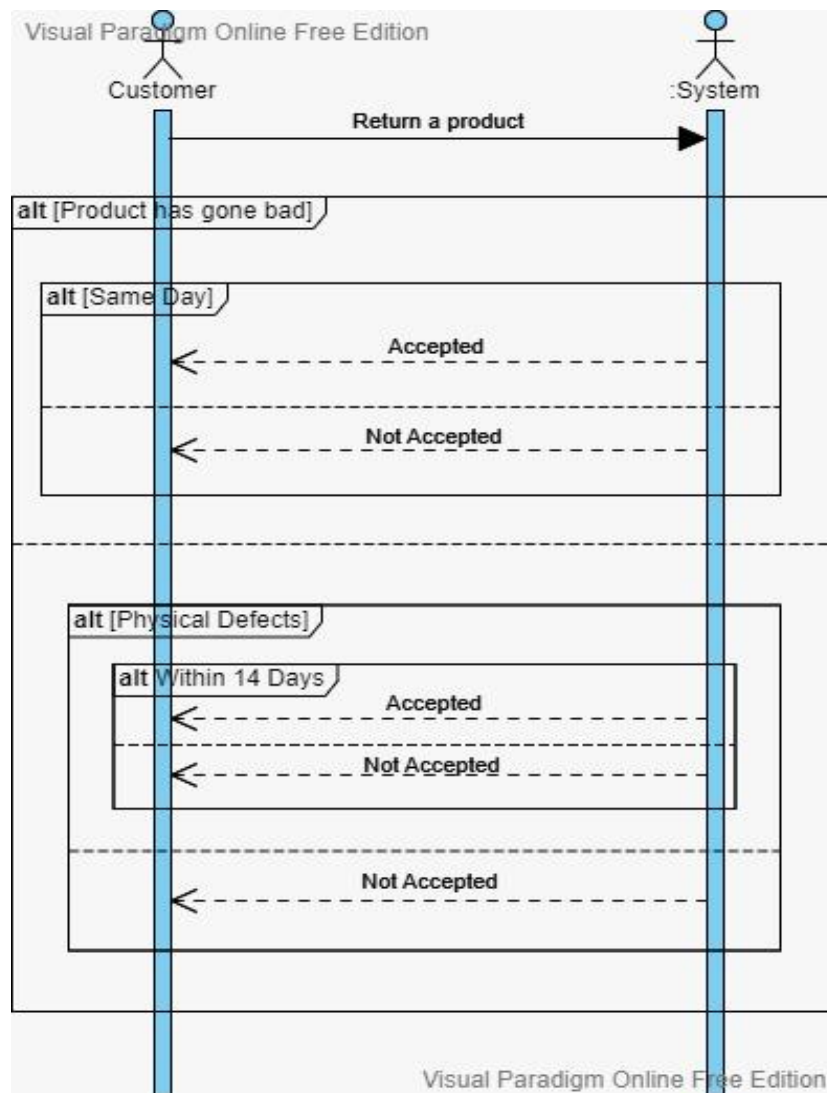 Visual Paradigm Online Free Edition
Customer
:System
Return a product
alt [Product has gone bad]
alt [Same Day]
Accepted
Not Accepted
alt [Physical Defects]
alt Within 14 Days
Accepted
Not Accepted
Not Accepted
Visual Paradigm Online Free Edition